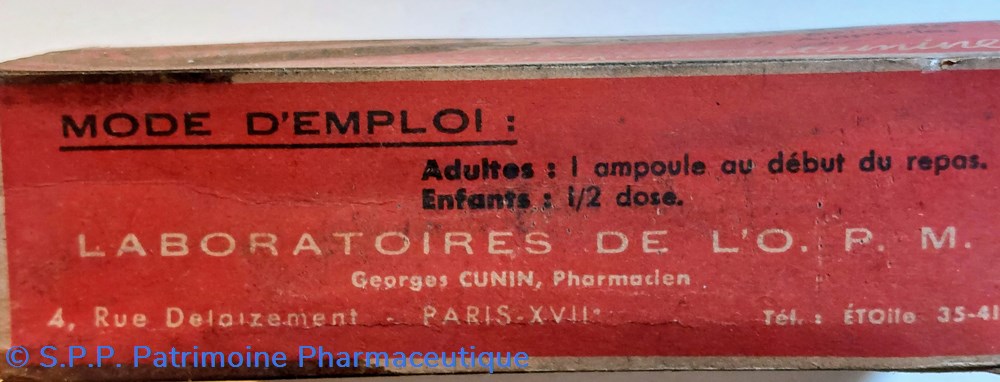 MODE D'EMPLOI :
Adultes : 1 ampoule au début du repas.
Enfants : 1/2 dose.
LABORATOIRES DE L'O. P. M.
Georges CUNIN, Pharmacien
4, Rue Delaizement - PARIS-XVIIe Tél. : ÉTOile 35-41
© S.P.P. Patrimoine Pharmaceutique